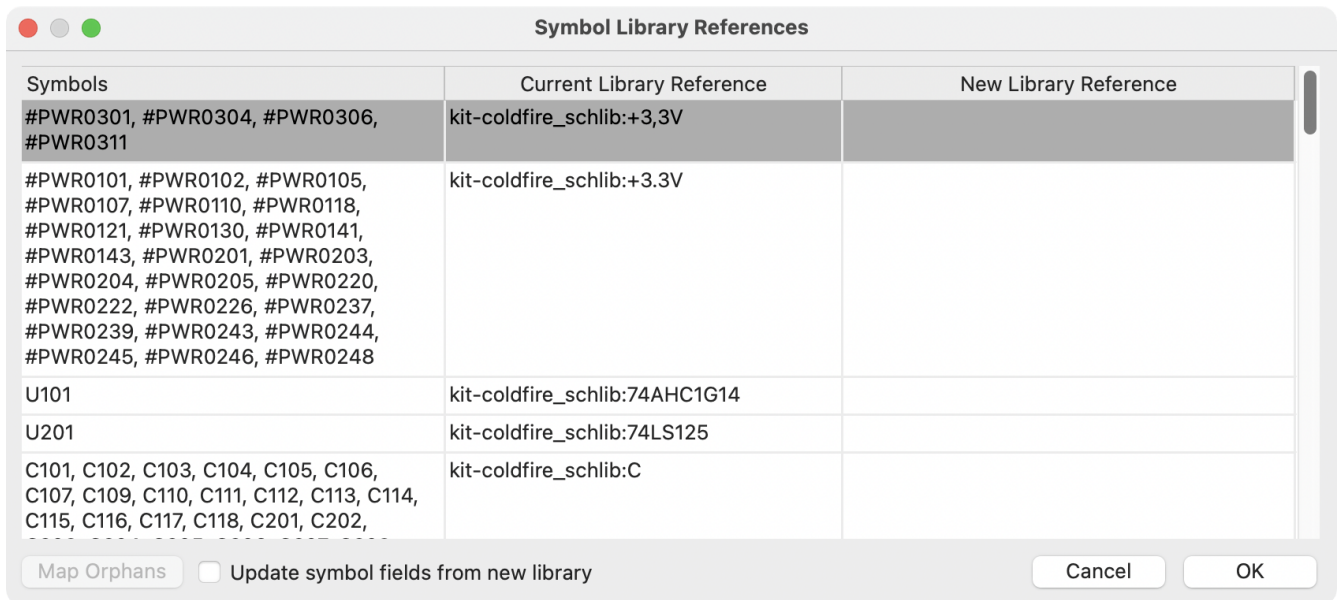 Symbol Library References
Symbols Current Library Reference New Library Reference
#PWR0301, #PWR0304, #PWR0306, kit-coldfire_schlib:+3,3V
#PWR0311
#PWR0101, #PWR0102, #PWR0105, kit-coldfire_schlib:+3.3V
#PWR0107, #PWR0110, #PWR0118,
#PWR0121, #PWR0130, #PWR0141,
#PWR0143, #PWR0201, #PWR0203,
#PWR0204, #PWR0205, #PWR0220,
#PWR0222, #PWR0226, #PWR0237,
#PWR0239, #PWR0243, #PWR0244,
#PWR0245, #PWR0246, #PWR0248
U101 kit-coldfire_schlib:74AHC1G14
U201 kit-coldfire_schlib:74LS125
C101, C102, C103, C104, C105, C106, kit-coldfire_schlib:C
C107, C109, C110, C111, C112, C113, C114,
C115, C116, C117, C118, C201, C202,
Map Orphans Update symbol fields from new library Cancel OK